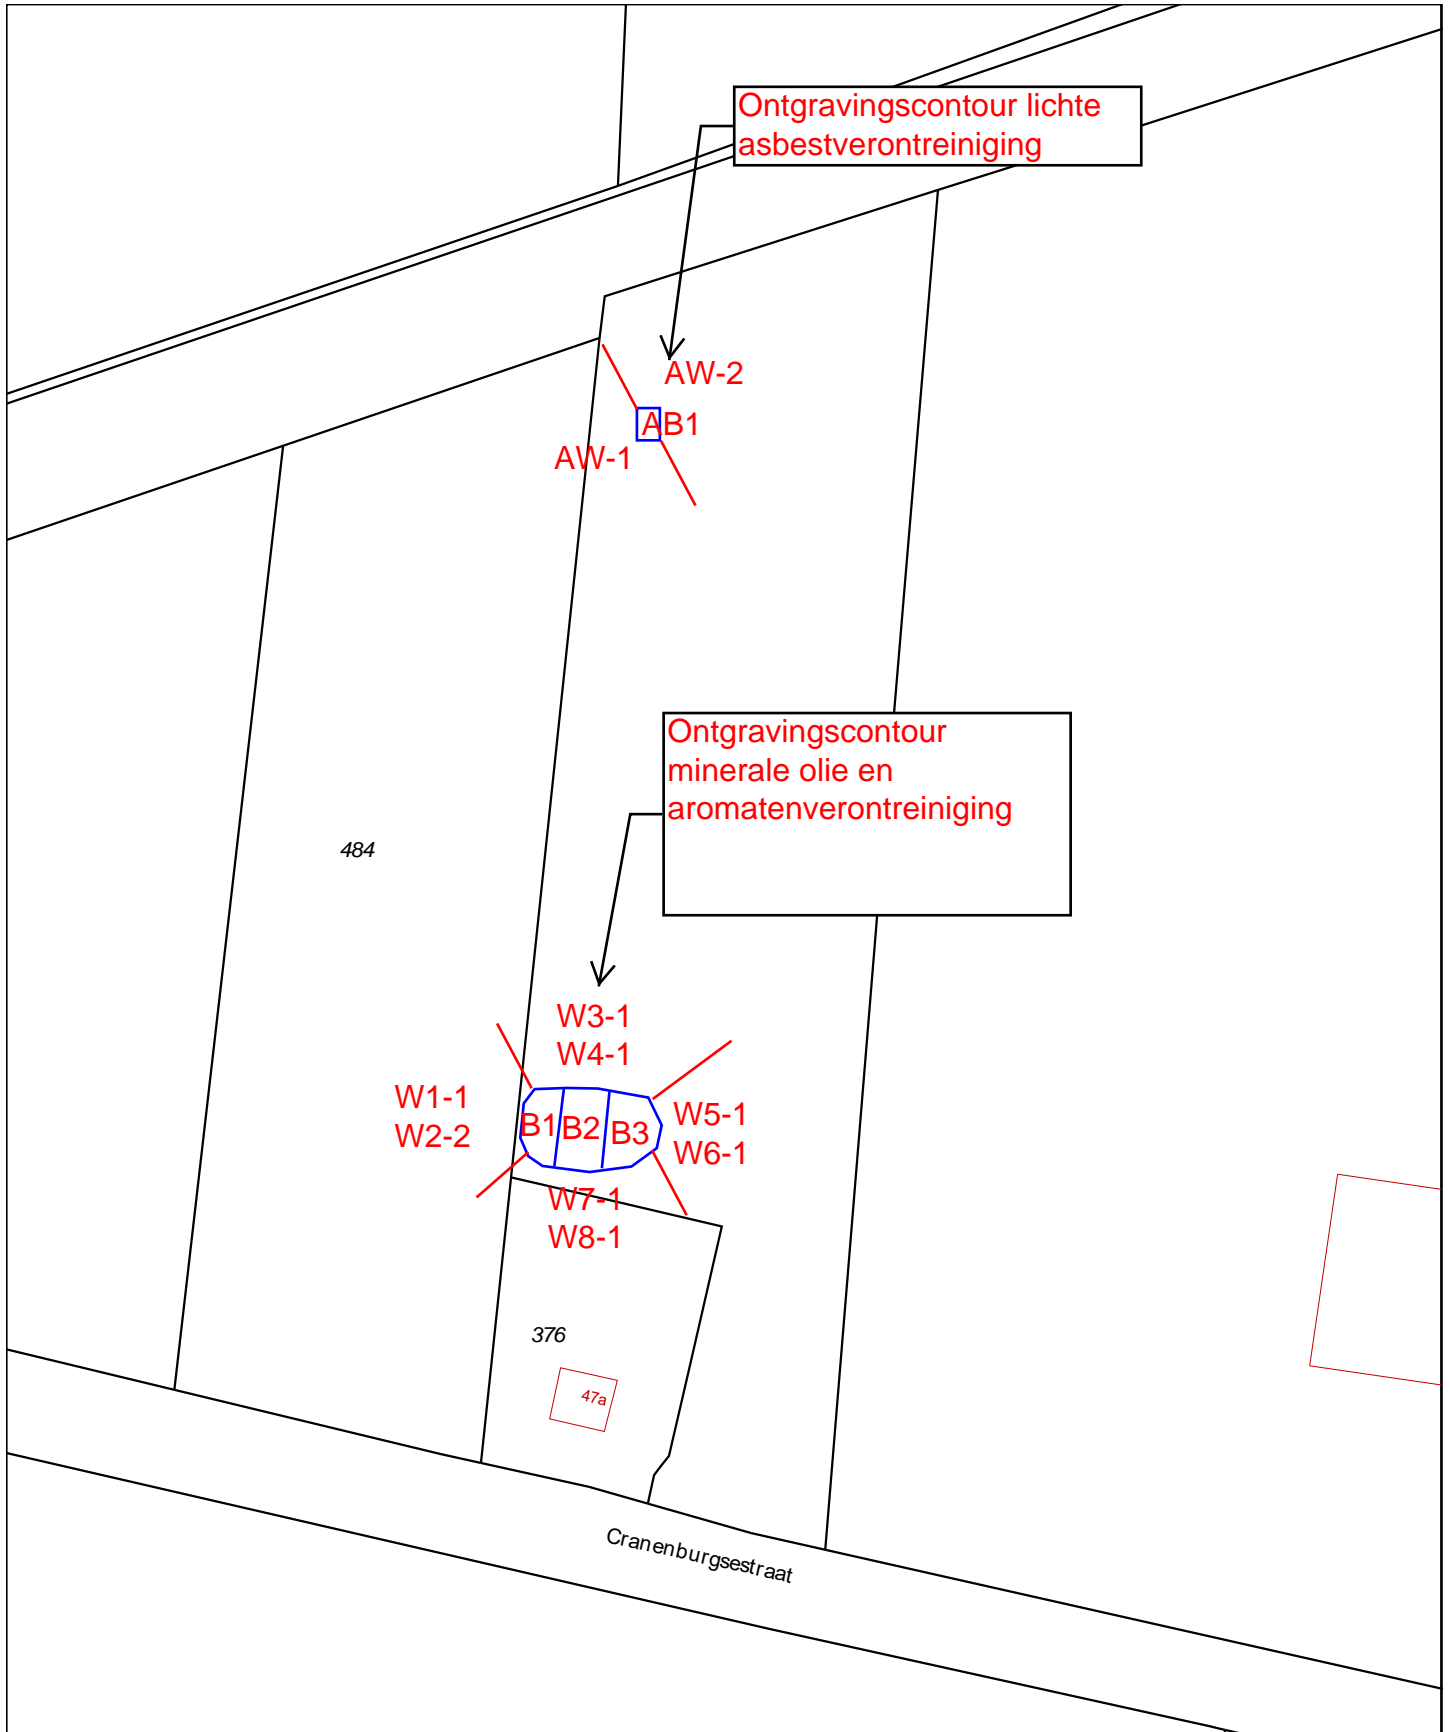 Ontgravingscontour lichte
asbestverontreiniging
AW-2
AB1
AW-1
Ontgravingscontour
minerale olie en
aromatenverontreiniging
484
W3-1
W4-1
W1-1
W2-2
B1
B2
B3
W5-1
W6-1
W7-1
W8-1
376
47a
Cranenburgsestraat